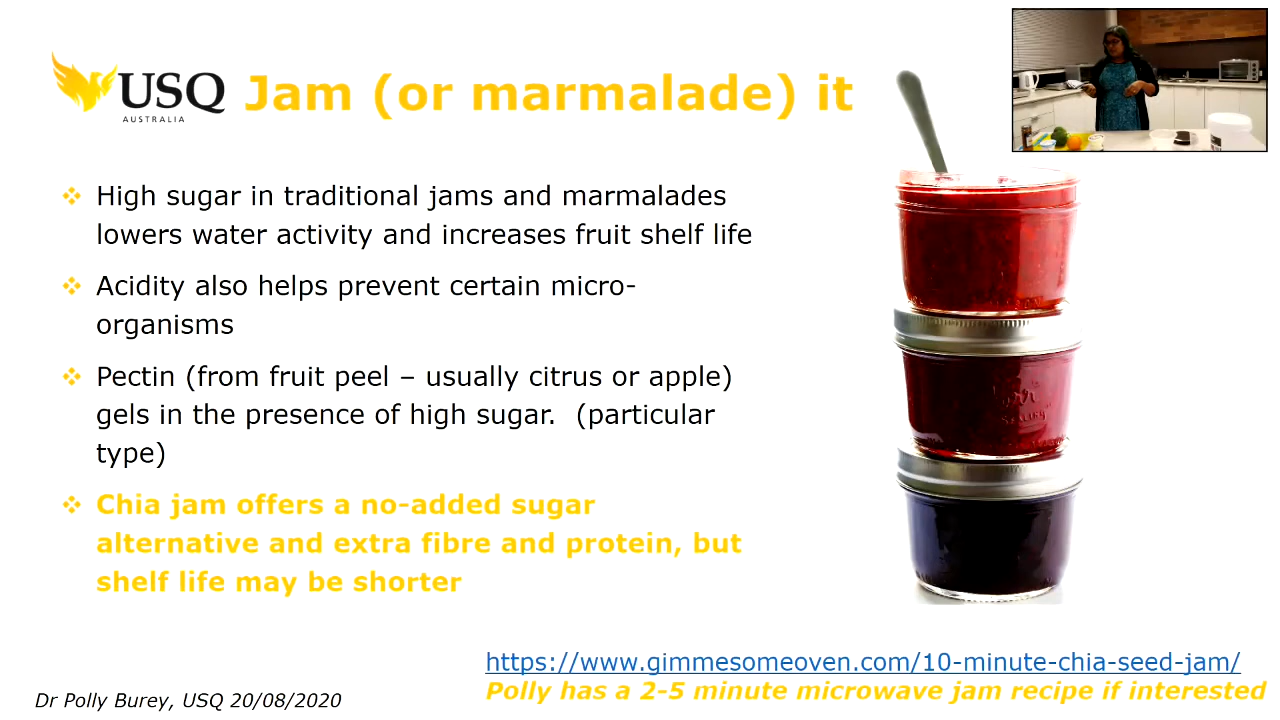 USQ
AUSTRALIA
Jam (or marmalade) it
High sugar in traditional jams and marmalades
lowers water activity and increases fruit shelf life
Acidity also helps prevent certain micro-
organisms
Pectin (from fruit peel – usually citrus or apple)
gels in the presence of high sugar. (particular
type)
Chia jam offers a no-added sugar
alternative and extra fibre and protein, but
shelf life may be shorter
https://www.gimmesomeoven.com/10-minute-chia-seed-jam/
Polly has a 2-5 minute microwave jam recipe if interested
Dr Polly Burey, USQ 20/08/2020